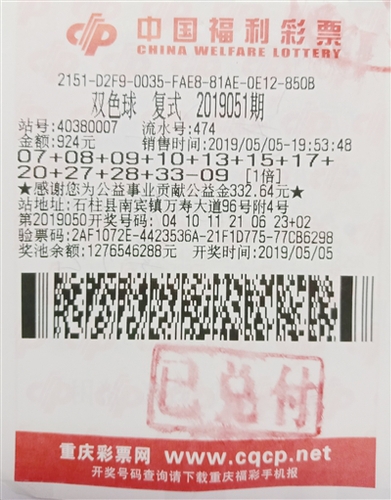 中国福利彩票
CHINA WELFARE LOTTERY
2151-D2F9-0035-FAE8-81AE-0E12-850B
双色球 复式 2019051期
站号:40380007 流水号:474
金额:924元 销售时间:2019/05/05-19:53:48
07+08+09+10+13+15+17+
20+27+28+33-09 [1倍]
★感谢您为公益事业贡献公益金332.64元★
站地址:石柱县南宾镇万寿大道96号附4号
第2019050开奖号码:04 10 11 21 06 23+02
验票码:2AF1072E-4423536A-21F1D775-77CB6298
奖池余额:1276546288元 开奖时间:2019/05/05
已兑付
重庆彩票网 www.cqcp.net
开奖号码查询请下载重庆福彩手机报